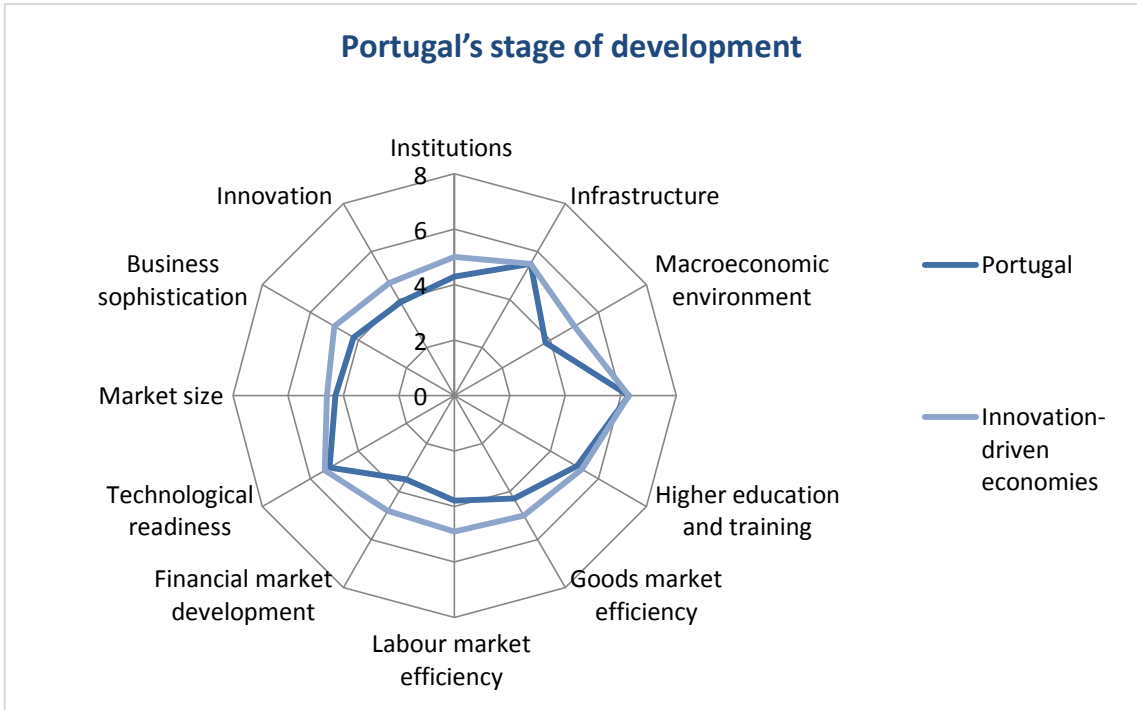 Portugal’s stage of development
Institutions
Infrastructure
Macroeconomic
environment
Higher education
and training
Goods market
efficiency
Labour market
efficiency
Financial market
development
Technological
readiness
Market size
Business
sophistication
Innovation
8
6
4
2
0
Portugal
Innovation-
driven
economies